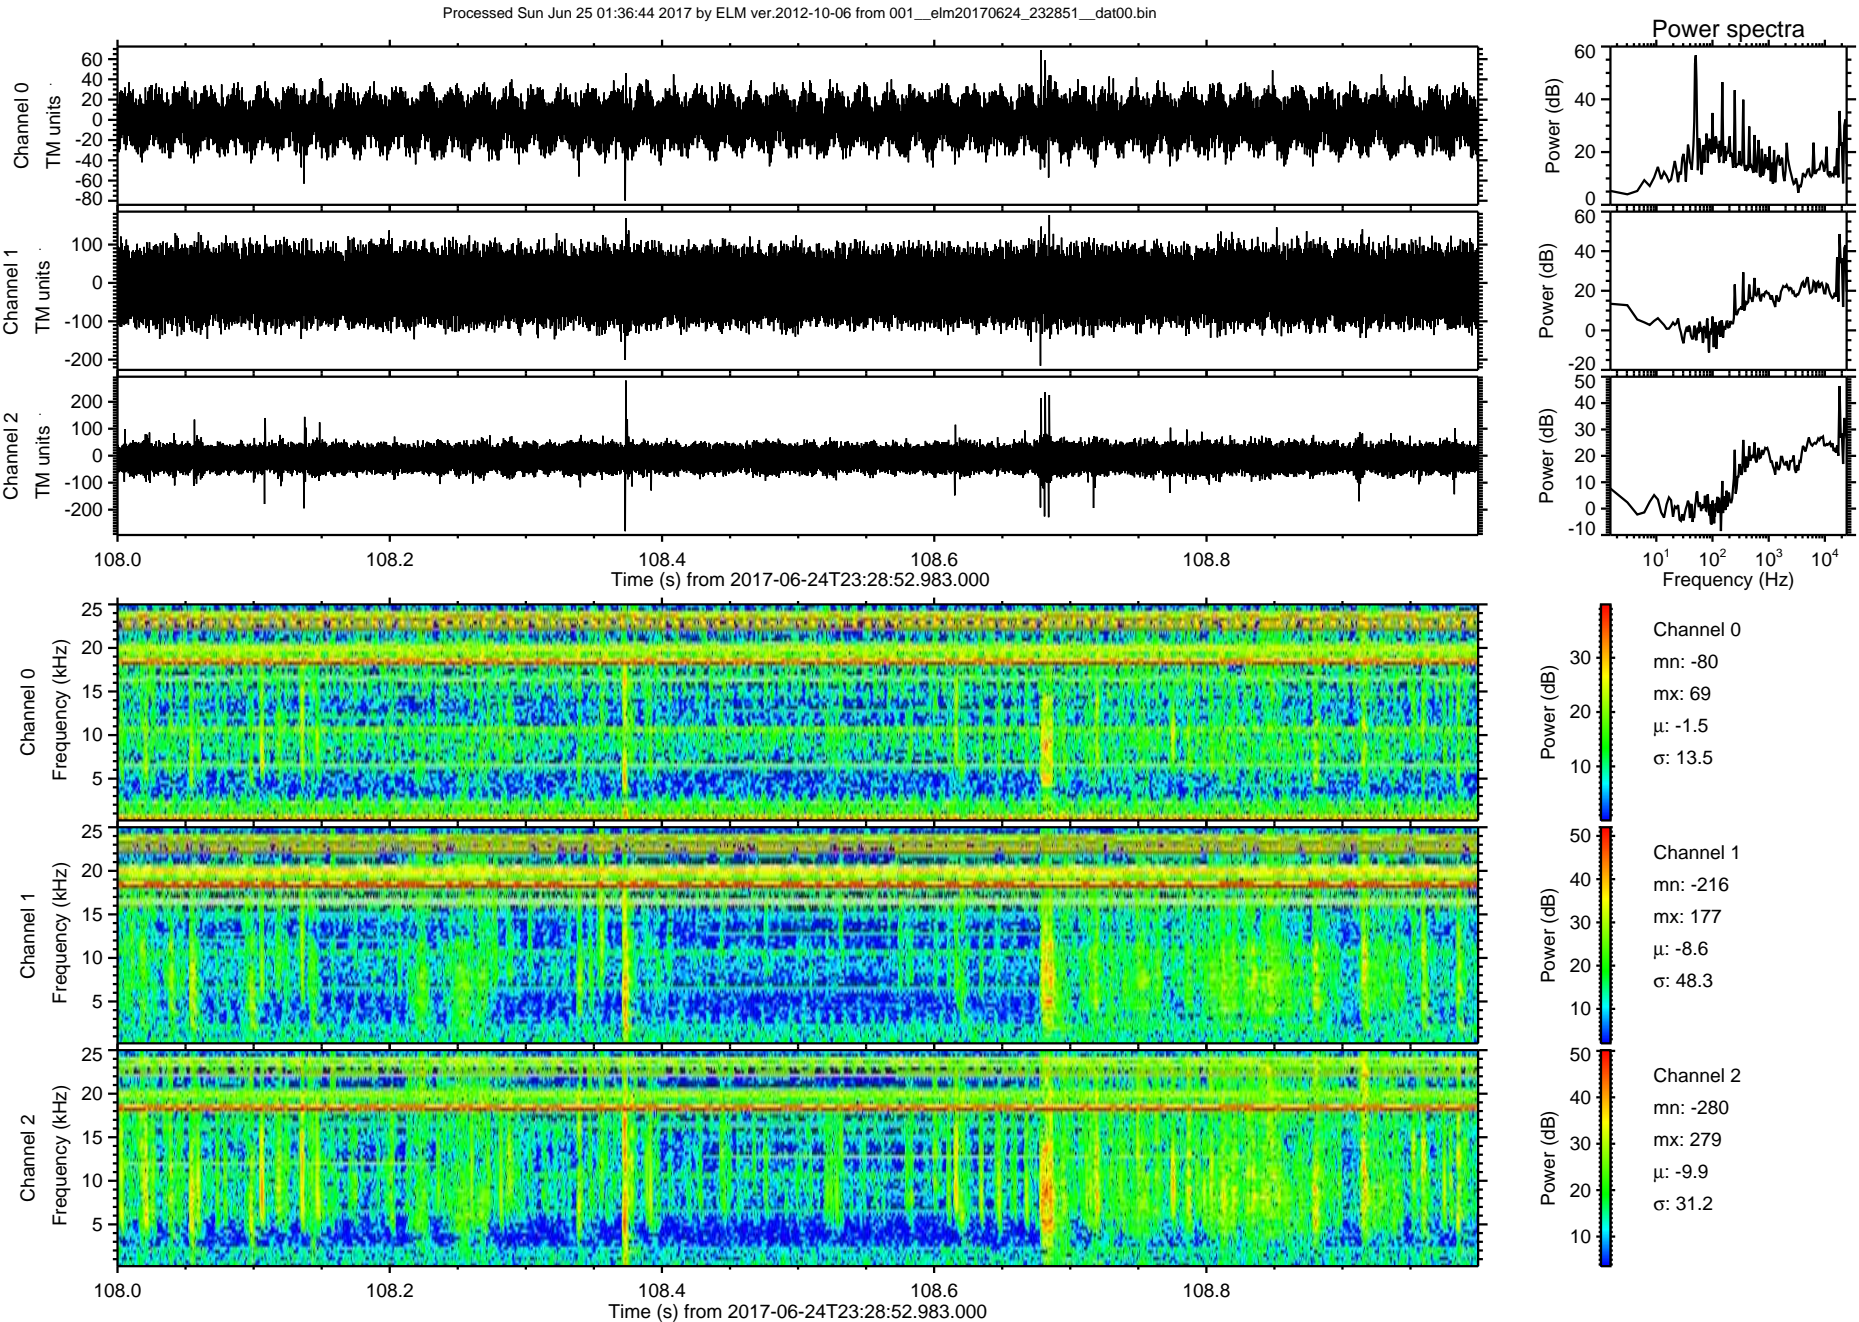 Processed Sun Jun 25 01:36:44 2017 by ELM ver.2012-10-06 from 001__elm20170624_232851__dat00.bin
Power spectra
Channel 0
TM units
60
40
20
0
-20
-40
-60
-80
Power (dB)
60
40
20
0
Channel 1
TM units
100
0
-100
-200
Power (dB)
60
40
20
0
-20
Channel 2
TM units
200
100
0
-100
-200
Power (dB)
50
40
30
20
10
0
-10
108.0 108.2 108.4 108.6 108.8
Time (s) from 2017-06-24T23:28:52.983.000
10¹ 10² 10³ 10⁴
Frequency (Hz)
Channel 0
Frequency (kHz)
25
20
15
10
5
Power (dB)
30
20
10
Channel 0
mn: -80
mx: 69
μ: -1.5
σ: 13.5
Channel 1
Frequency (kHz)
25
20
15
10
5
Power (dB)
50
40
30
20
10
Channel 1
mn: -216
mx: 177
μ: -8.6
σ: 48.3
Channel 2
Frequency (kHz)
25
20
15
10
5
Power (dB)
50
40
30
20
10
Channel 2
mn: -280
mx: 279
μ: -9.9
σ: 31.2
108.0 108.2 108.4 108.6 108.8
Time (s) from 2017-06-24T23:28:52.983.000